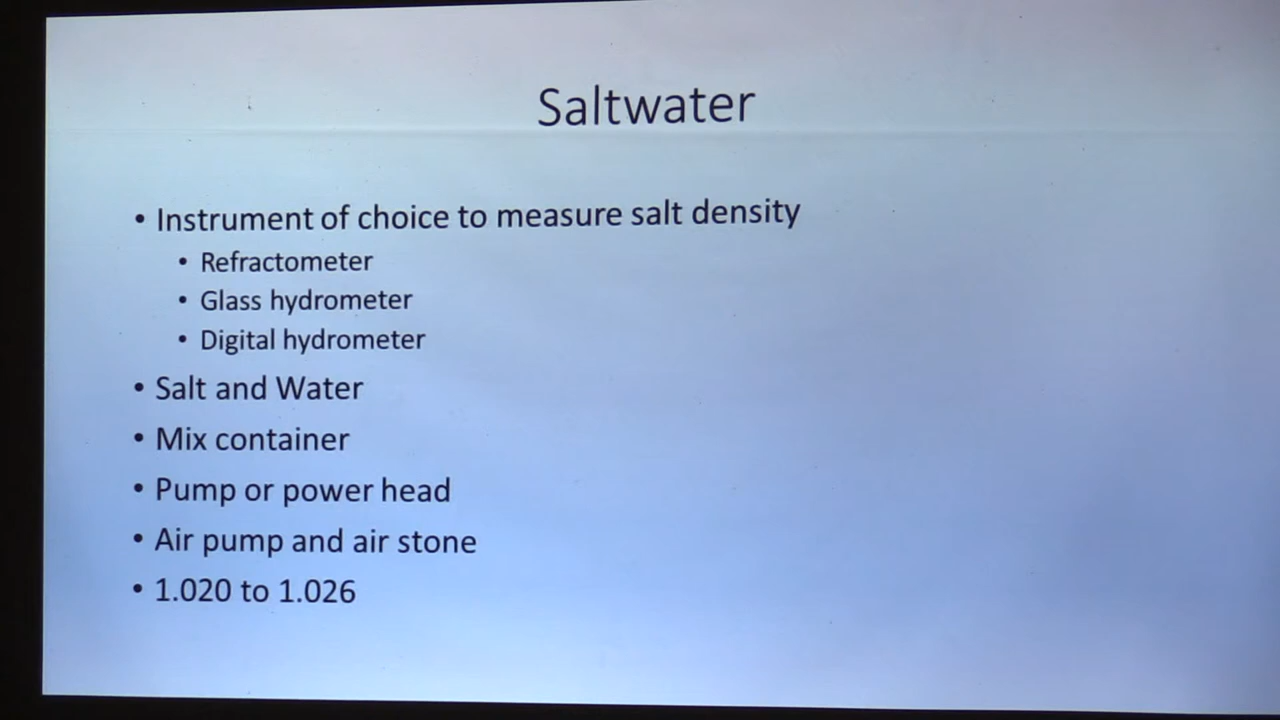 Saltwater
• Instrument of choice to measure salt density
• Refractometer
• Glass hydrometer
• Digital hydrometer
• Salt and Water
• Mix container
• Pump or power head
• Air pump and air stone
• 1.020 to 1.026